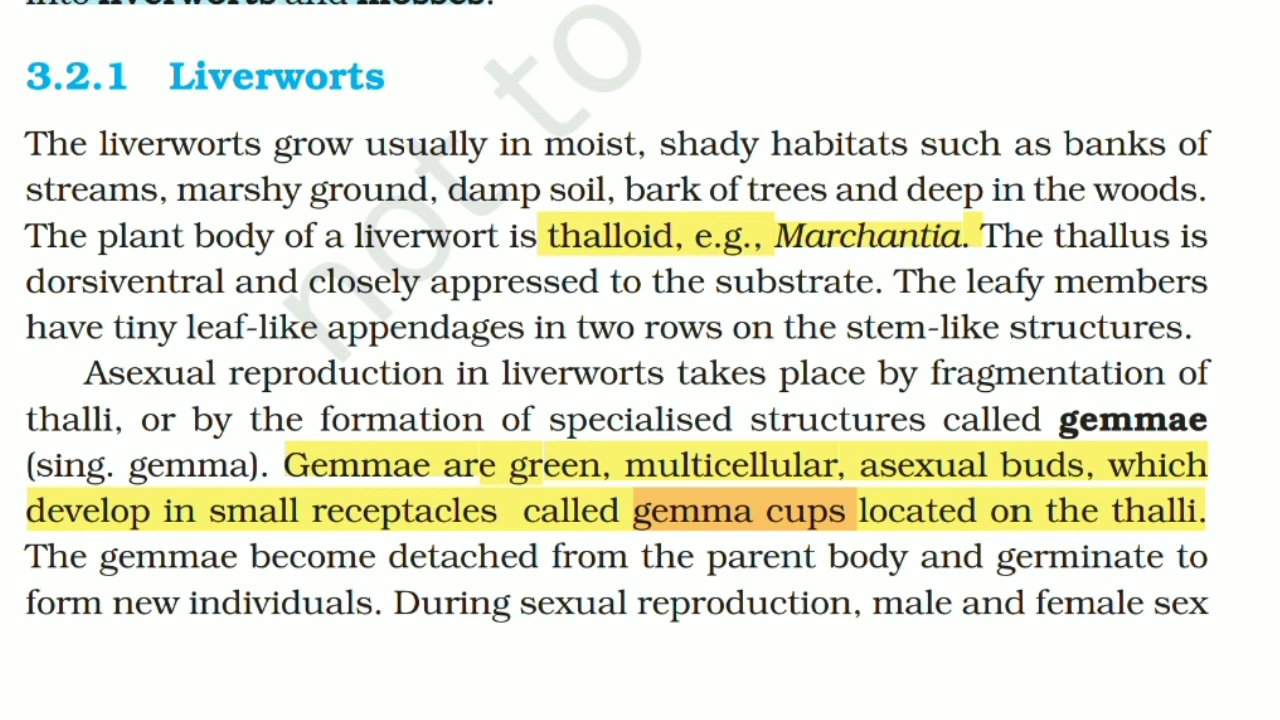 into liverworts and mosses.
3.2.1 Liverworts
The liverworts grow usually in moist, shady habitats such as banks of
streams, marshy ground, damp soil, bark of trees and deep in the woods.
The plant body of a liverwort is thalloid, e.g., Marchantia. The thallus is
dorsiventral and closely appressed to the substrate. The leafy members
have tiny leaf-like appendages in two rows on the stem-like structures.
Asexual reproduction in liverworts takes place by fragmentation of
thalli, or by the formation of specialised structures called gemmae
(sing. gemma). Gemmae are green, multicellular, asexual buds, which
develop in small receptacles called gemma cups located on the thalli.
The gemmae become detached from the parent body and germinate to
form new individuals. During sexual reproduction, male and female sex
not to